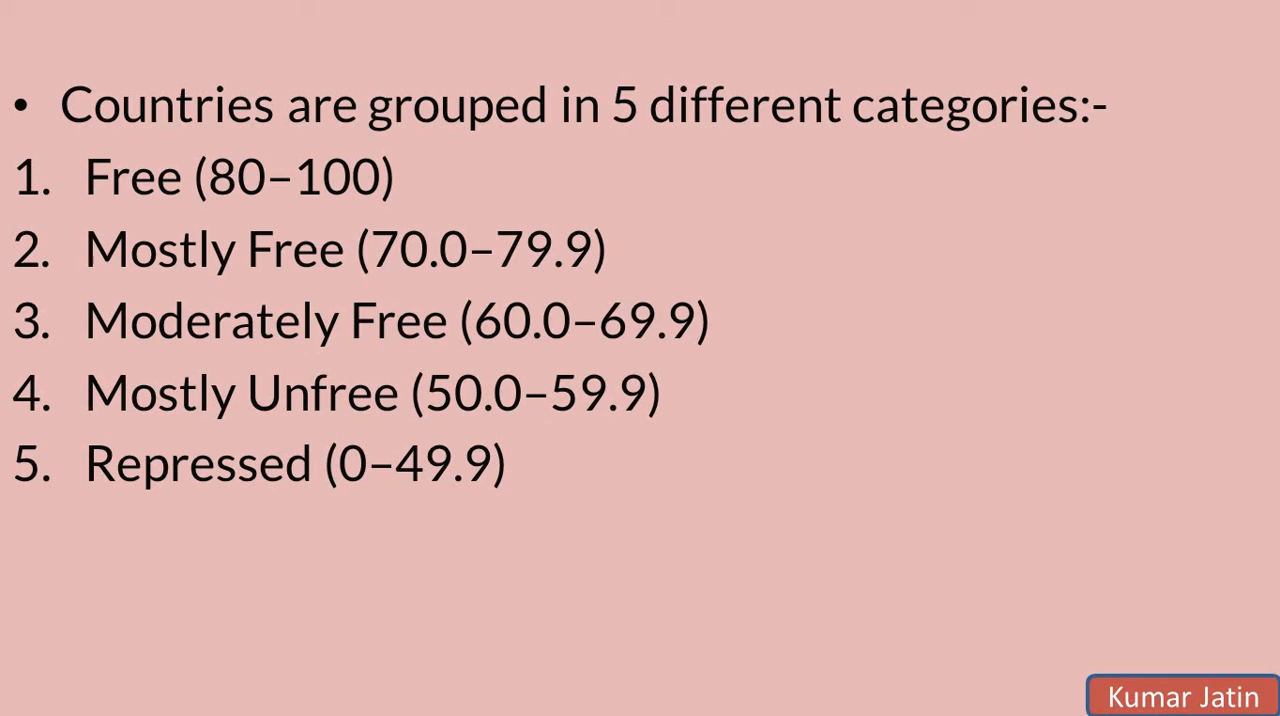 • Countries are grouped in 5 different categories:-
1. Free (80–100)
2. Mostly Free (70.0–79.9)
3. Moderately Free (60.0–69.9)
4. Mostly Unfree (50.0–59.9)
5. Repressed (0–49.9)
Kumar Jatin